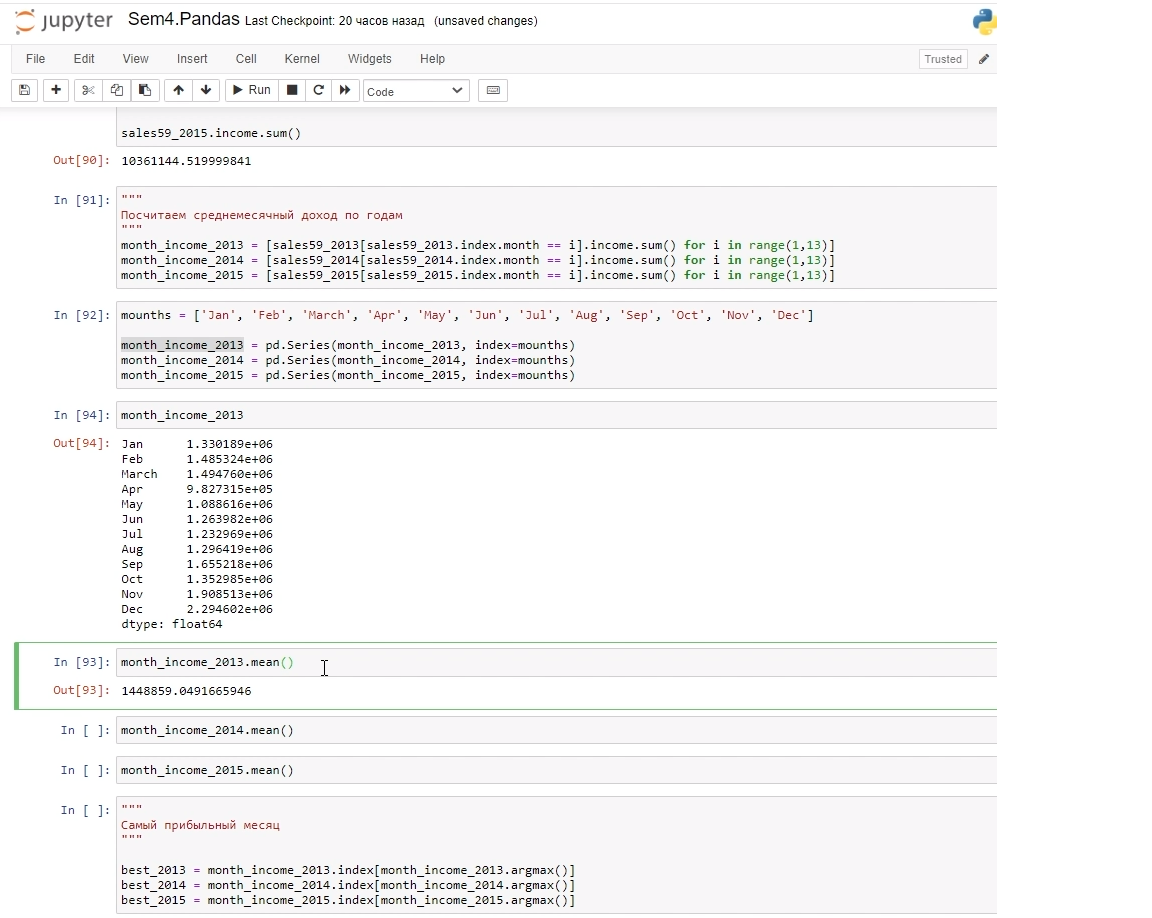 jupyter Sem4.Pandas Last Checkpoint: 20 часов назад (unsaved changes)
File Edit View Insert Cell Kernel Widgets Help Trusted
Run Code
sales59_2015.income.sum()
Out[90]: 10361144.519999841
In [91]: """
Посчитаем среднемесячный доход по годам
"""
month_income_2013 = [sales59_2013[sales59_2013.index.month == i].income.sum() for i in range(1,13)]
month_income_2014 = [sales59_2014[sales59_2014.index.month == i].income.sum() for i in range(1,13)]
month_income_2015 = [sales59_2015[sales59_2015.index.month == i].income.sum() for i in range(1,13)]
In [92]: mounths = ['Jan', 'Feb', 'March', 'Apr', 'May', 'Jun', 'Jul', 'Aug', 'Sep', 'Oct', 'Nov', 'Dec']
month_income_2013 = pd.Series(month_income_2013, index=mounths)
month_income_2014 = pd.Series(month_income_2014, index=mounths)
month_income_2015 = pd.Series(month_income_2015, index=mounths)
In [94]: month_income_2013
Out[94]: Jan 1.330189e+06
Feb 1.485324e+06
March 1.494760e+06
Apr 9.827315e+05
May 1.088616e+06
Jun 1.263982e+06
Jul 1.232969e+06
Aug 1.296419e+06
Sep 1.655218e+06
Oct 1.352985e+06
Nov 1.908513e+06
Dec 2.294602e+06
dtype: float64
In [93]: month_income_2013.mean()
Out[93]: 1448859.0491665946
In [ ]: month_income_2014.mean()
In [ ]: month_income_2015.mean()
In [ ]: """
Самый прибыльный месяц
"""
best_2013 = month_income_2013.index[month_income_2013.argmax()]
best_2014 = month_income_2014.index[month_income_2014.argmax()]
best_2015 = month_income_2015.index[month_income_2015.argmax()]